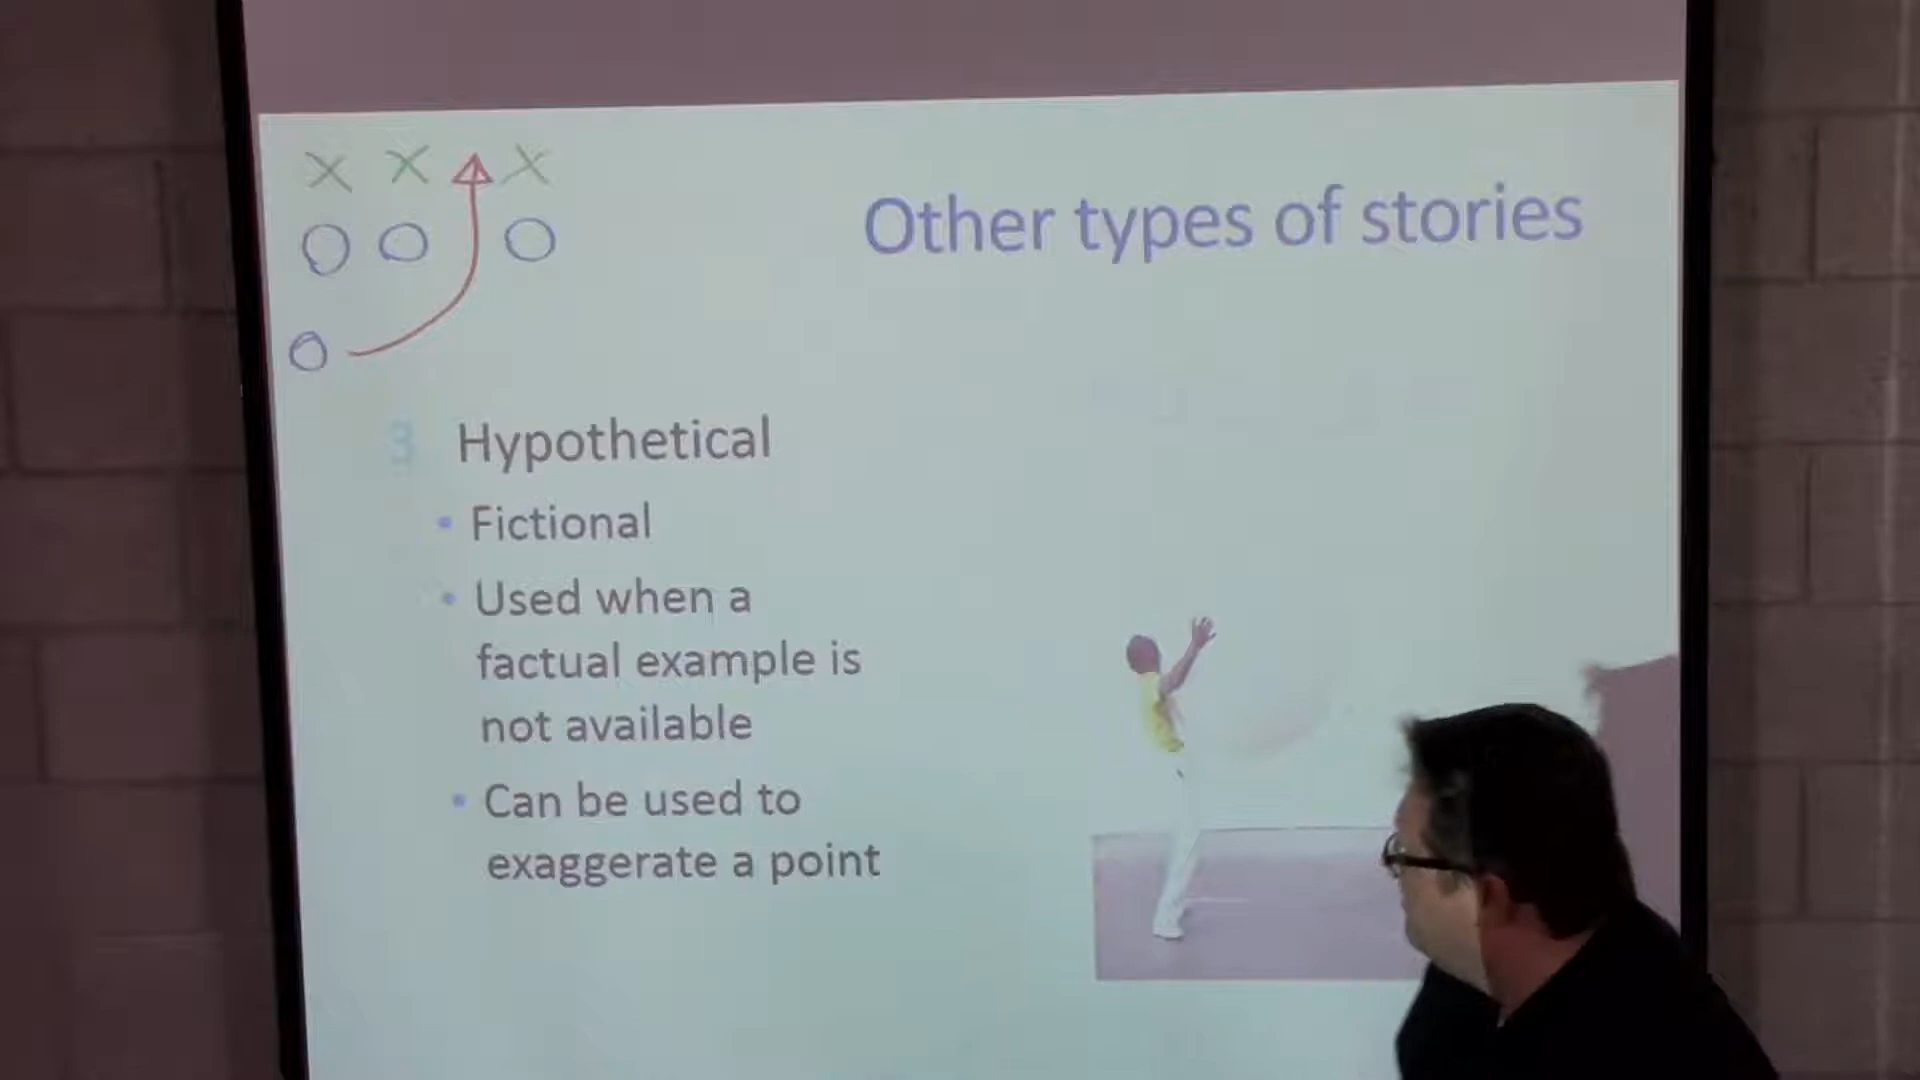 X X X
O O O
O
Other types of stories
3 Hypothetical
• Fictional
• Used when a
factual example is
not available
• Can be used to
exaggerate a point